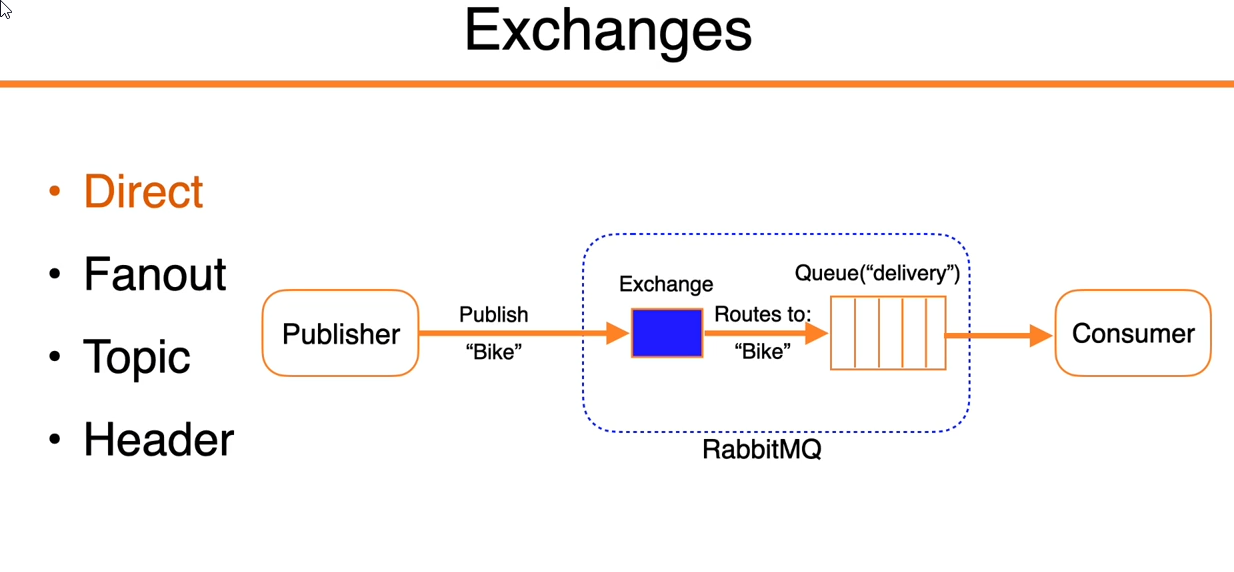 Exchanges
• Direct
• Fanout
• Topic
• Header
Publisher
Publish
“Bike”
Exchange
Routes to:
“Bike”
Queue(“delivery”)
Consumer
RabbitMQ